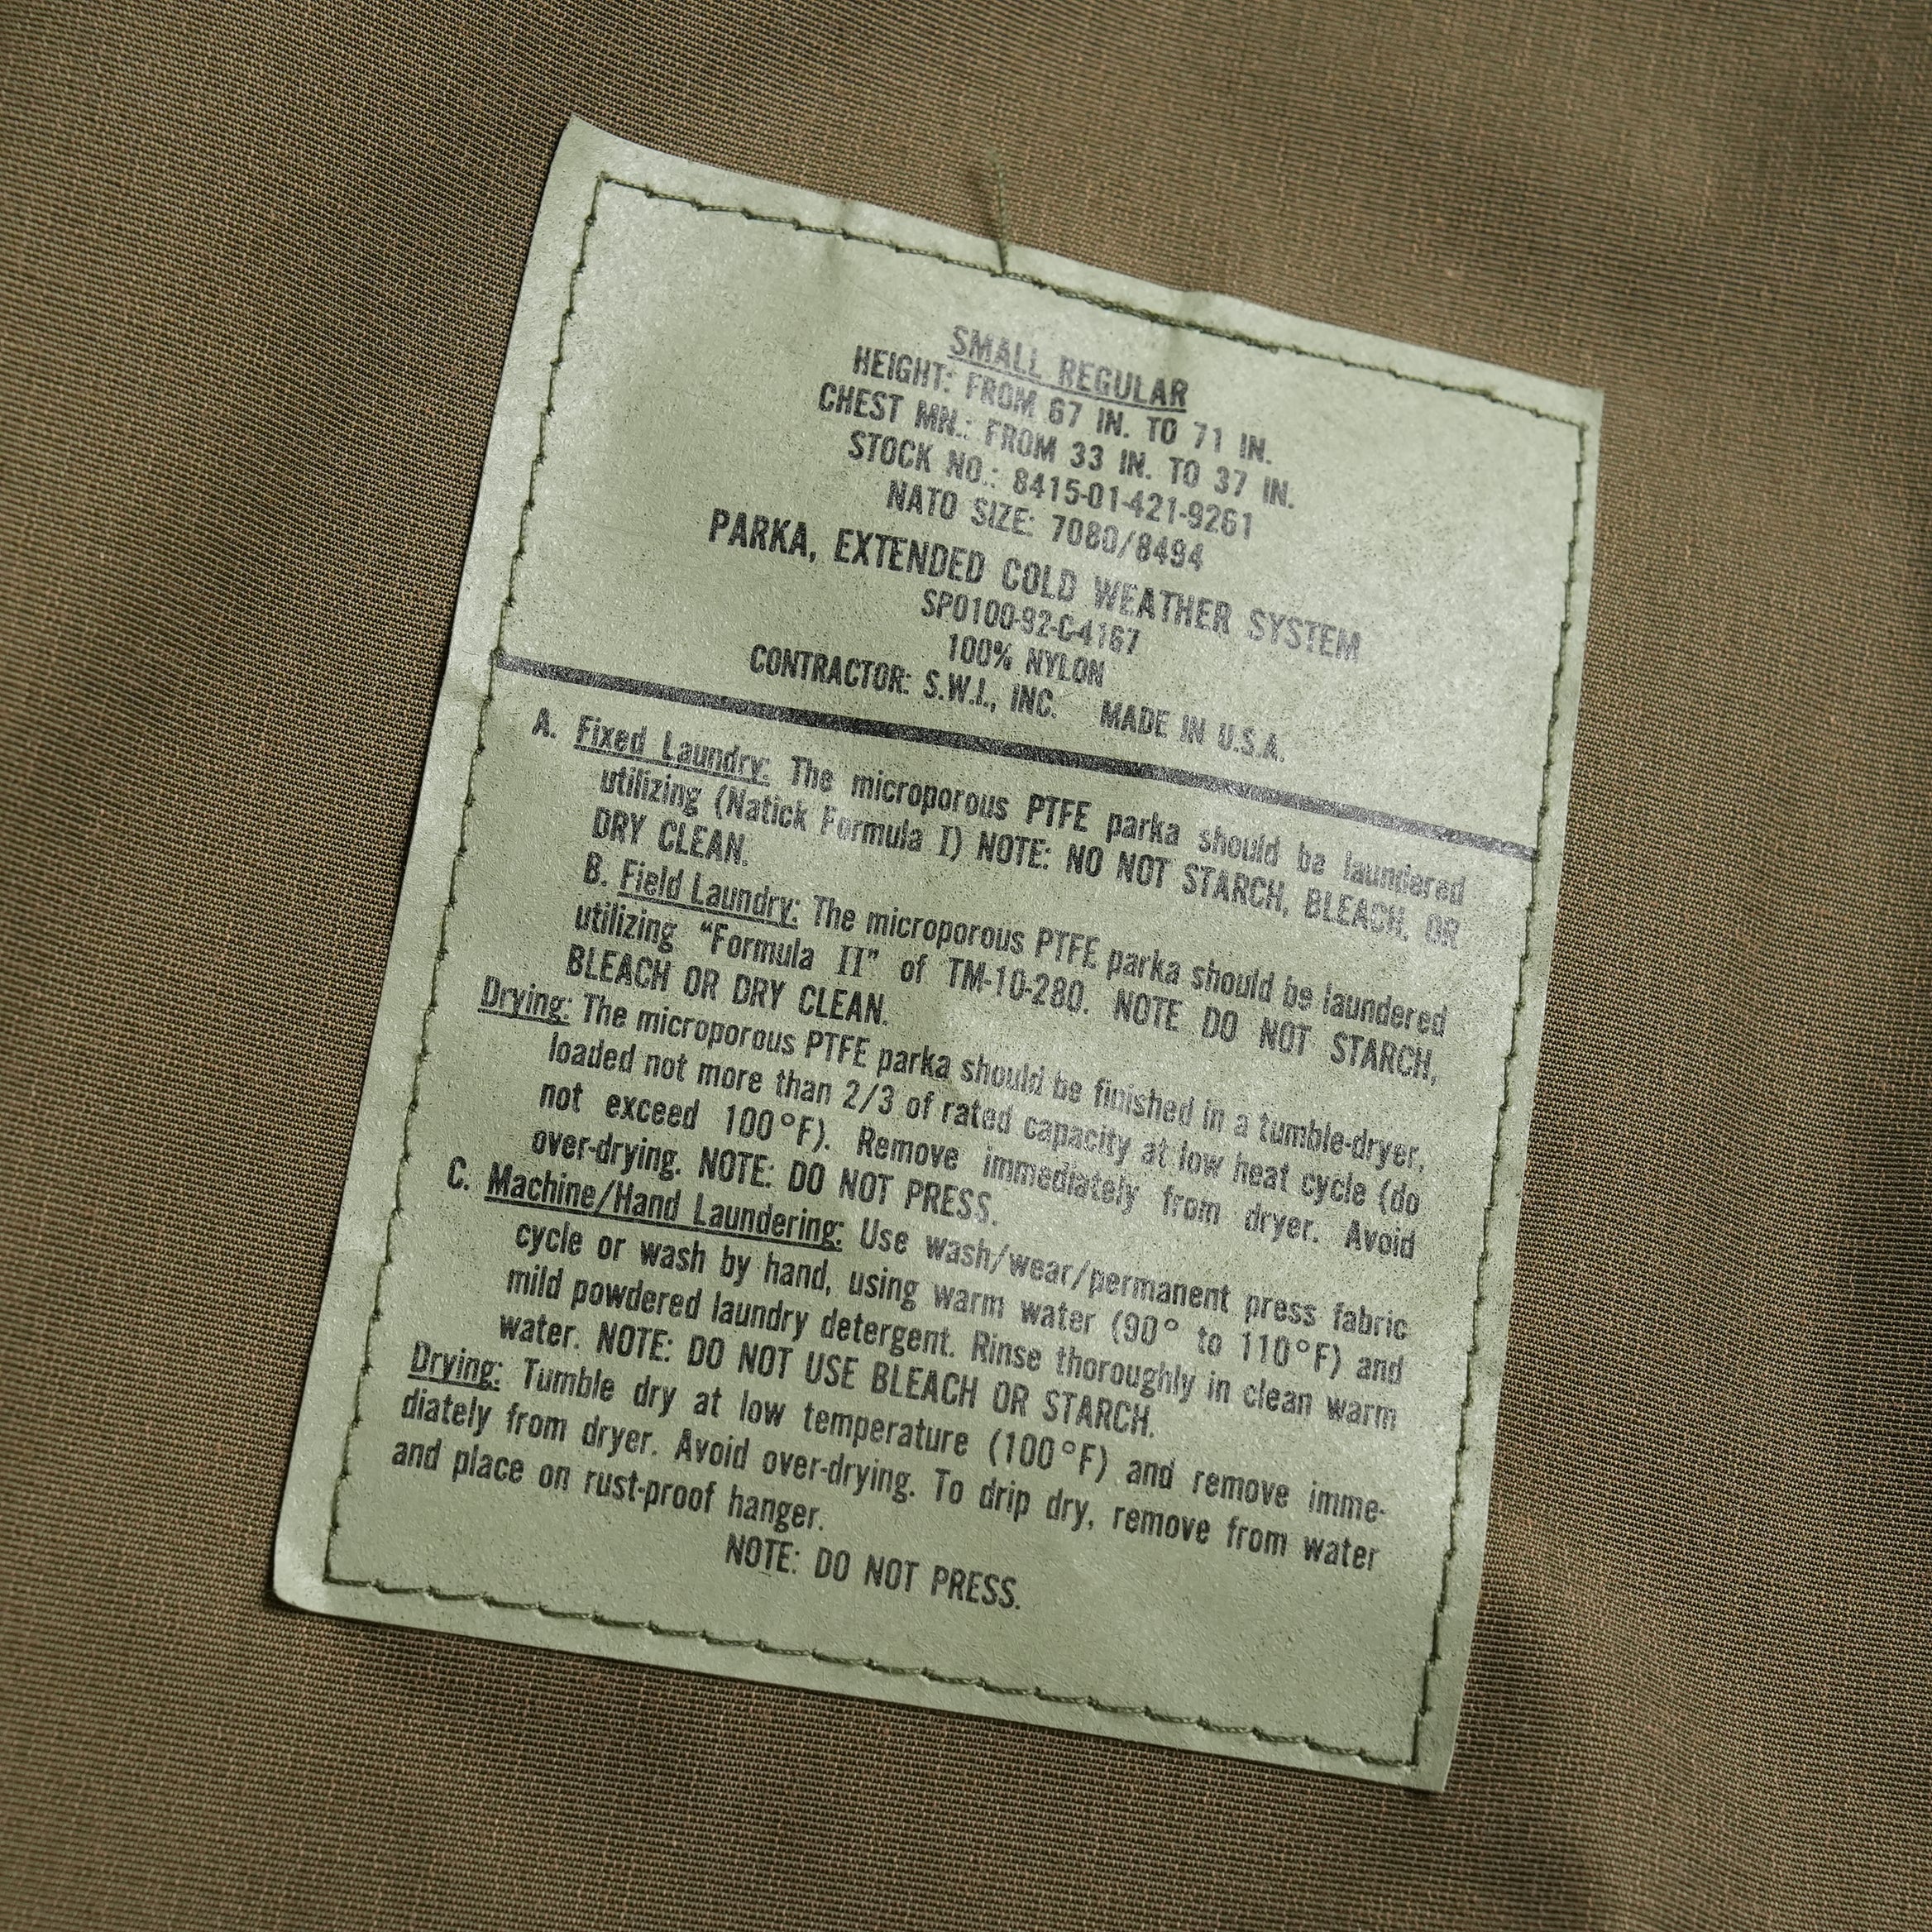 SMALL REGULAR
HEIGHT: FROM 67 IN. TO 71 IN.
CHEST MN.: FROM 33 IN. TO 37 IN.
STOCK NO.: 8415-01-421-9261
NATO SIZE: 7080/8494
PARKA, EXTENDED COLD WEATHER SYSTEM
SP0100-92-C-4167
100% NYLON
CONTRACTOR: S.W.I., INC. MADE IN U.S.A.
A. Fixed Laundry: The microporous PTFE parka should be laundered
utilizing (Natick Formula I) NOTE: NO NOT STARCH, BLEACH, OR
DRY CLEAN.
B. Field Laundry: The microporous PTFE parka should be laundered
utilizing “Formula II” of TM-10-280. NOTE DO NOT STARCH,
BLEACH OR DRY CLEAN.
Drying: The microporous PTFE parka should be finished in a tumble-dryer,
loaded not more than 2/3 of rated capacity at low heat cycle (do
not exceed 100°F). Remove immediately from dryer. Avoid
over-drying. NOTE: DO NOT PRESS.
C. Machine/Hand Laundering: Use wash/wear/permanent press fabric
cycle or wash by hand, using warm water (90° to 110°F) and
mild powdered laundry detergent. Rinse thoroughly in clean warm
water. NOTE: DO NOT USE BLEACH OR STARCH.
Drying: Tumble dry at low temperature (100°F) and remove imme-
diately from dryer. Avoid over-drying. To drip dry, remove from water
and place on rust-proof hanger.
NOTE: DO NOT PRESS.